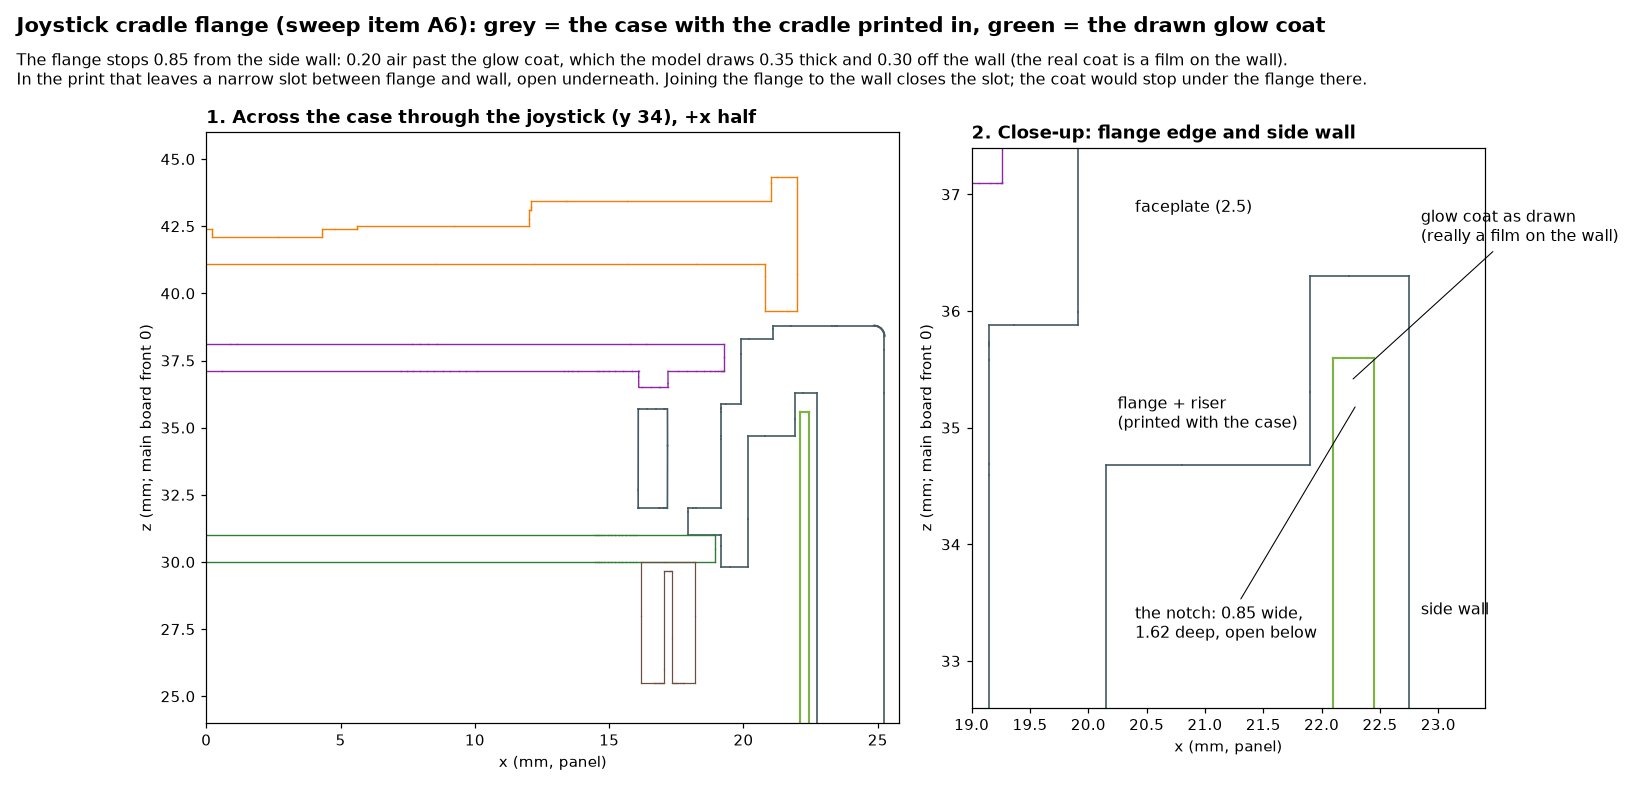 Joystick cradle flange (sweep item A6): grey = the case with the cradle printed in, green = the drawn glow coat
The flange stops 0.85 from the side wall: 0.20 air past the glow coat, which the model draws 0.35 thick and 0.30 off the wall (the real coat is a film on the wall).
In the print that leaves a narrow slot between flange and wall, open underneath. Joining the flange to the wall closes the slot; the coat would stop under the flange there.
1. Across the case through the joystick (y 34), +x half
45.0
42.5
40.0
37.5
35.0
32.5
30.0
27.5
25.0
z (mm; main board front 0)
0 5 10 15 20 25
x (mm, panel)
2. Close-up: flange edge and side wall
37
36
35
34
33
z (mm; main board front 0)
faceplate (2.5)
glow coat as drawn
(really a film on the wall)
flange + riser
(printed with the case)
the notch: 0.85 wide,
1.62 deep, open below
side wall
19.0 19.5 20.0 20.5 21.0 21.5 22.0 22.5 23.0
x (mm, panel)